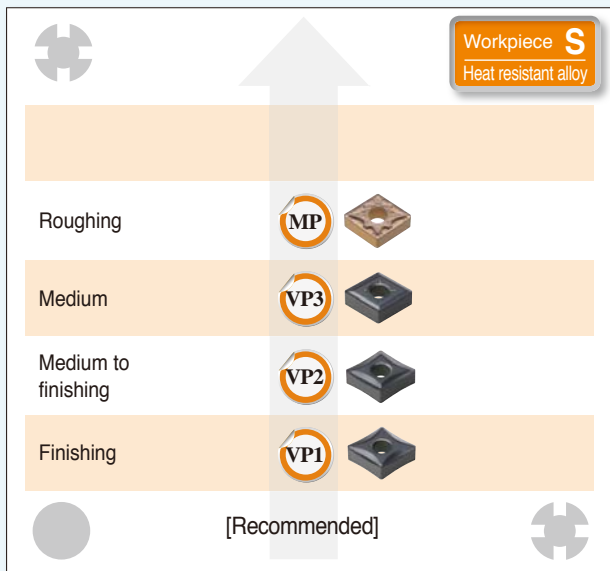 Workpiece S
Heat resistant alloy
Roughing MP
Medium VP3
Medium to
finishing VP2
Finishing VP1
[Recommended]